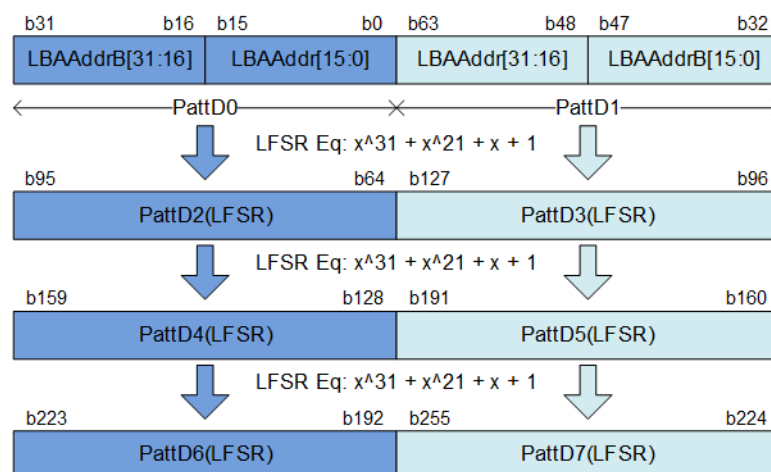 b31 b16 b15 b0 b63 b48 b47 b32
LBAAddrB[31:16] LBAAddr[15:0] LBAAddr[31:16] LBAAddrB[15:0]
PattD0 PattD1
LFSR Eq: x^31 + x^21 + x + 1
b95 b64 b127 b96
PattD2(LFSR) PattD3(LFSR)
LFSR Eq: x^31 + x^21 + x + 1
b159 b128 b191 b160
PattD4(LFSR) PattD5(LFSR)
LFSR Eq: x^31 + x^21 + x + 1
b223 b192 b255 b224
PattD6(LFSR) PattD7(LFSR)